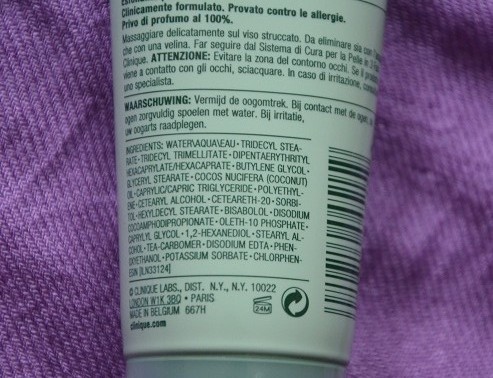 Clinicamente formulato. Provato contro le allergie.
Privo di profumo al 100%.
Massaggiare delicatamente sul viso struccato. Da eliminare sia con
che con una velina. Far seguire dal Sistema di Cura per la Pelle in 3
Clinique. ATTENZIONE: Evitare la zona del contorno occhi. Se il
viene a contatto con gli occhi, sciacquare. In caso di irritazione,
uno specialista.
WAARSCHUWING: Vermijd de oogomtrek. Bij contact met de ogen,
ogen zorgvuldig spoelen met water. Bij irritatie,
uw oogarts raadplegen.
INGREDIENTS: WATER\AQUA\EAU • TRIDECYL STEA-
RATE • TRIDECYL TRIMELLITATE • DIPENTAERYTHRITYL
HEXACAPRYLATE/HEXACAPRATE • BUTYLENE GLYCOL •
GLYCERYL STEARATE • COCOS NUCIFERA (COCONUT)
OIL • CAPRYLIC/CAPRIC TRIGLYCERIDE • POLYETHYL-
ENE • CETEARYL ALCOHOL • CETEARETH-20 • SORBI-
TOL • HEXYLDECYL STEARATE • BISABOLOL • DISODIUM
COCOAMPHODIPROPIONATE • OLETH-10 PHOSPHATE •
CAPRYLYL GLYCOL • 1,2-HEXANEDIOL • STEARYL AL-
COHOL • TEA-CARBOMER • DISODIUM EDTA • PHEN-
OXYETHANOL • POTASSIUM SORBATE • CHLORPHEN-
ESIN [ILN33124]
© CLINIQUE LABS., DIST. N.Y., N.Y. 10022
LONDON W1K 3BQ • PARIS
MADE IN BELGIUM 667H
clinique.com
24M